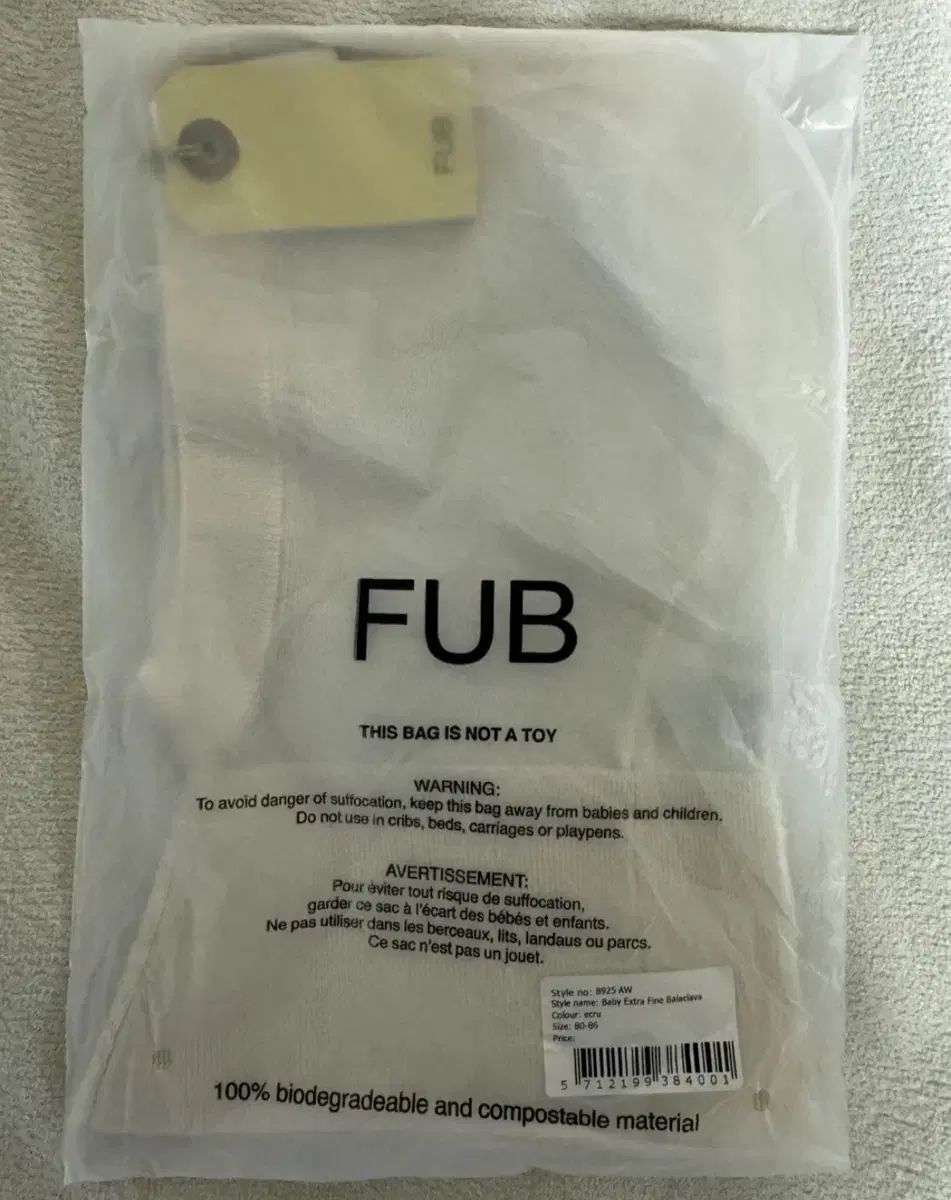 FUB
FUB
THIS BAG IS NOT A TOY
WARNING:
To avoid danger of suffocation, keep this bag away from babies and children.
Do not use in cribs, beds, carriages or playpens.
AVERTISSEMENT:
Pour éviter tout risque de suffocation,
garder ce sac à l'écart des bébés et enfants.
Ne pas utiliser dans les berceaux, lits, landaus ou parcs.
Ce sac n'est pas un jouet.
Style no: 8925 AW
Style name: Baby Extra Fine Balaclava
Colour: ecru
Size: 80-86
Price:
5 712199 384001
100% biodegradeable and compostable material